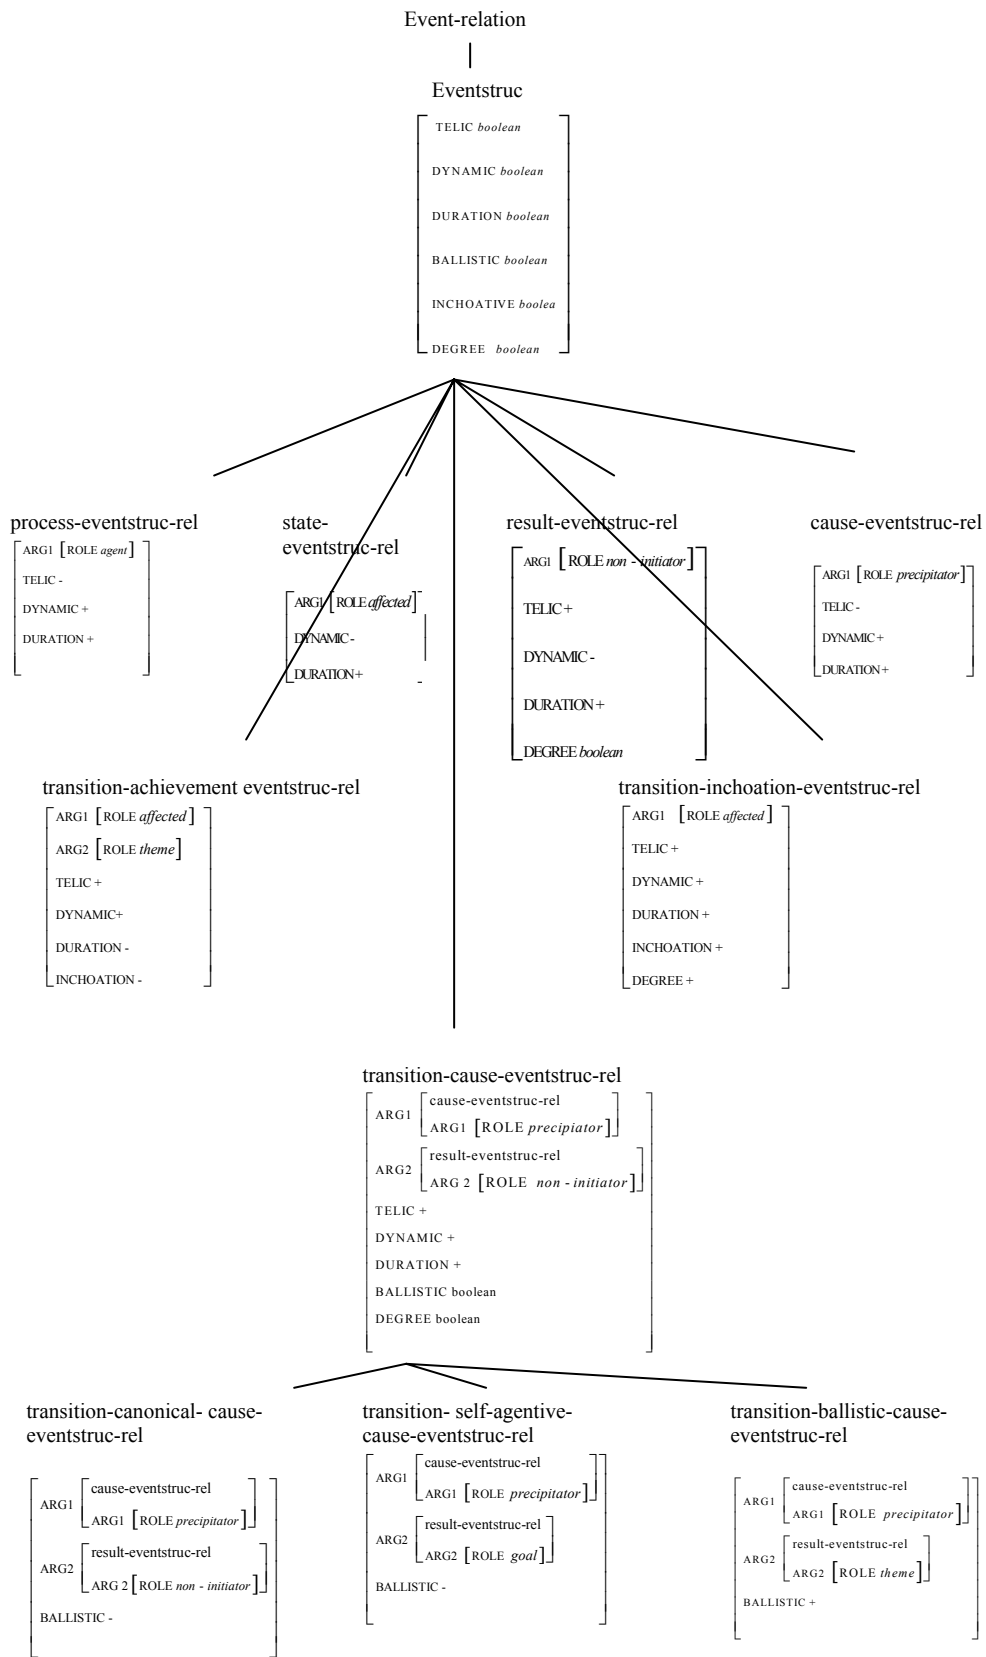 Event-relation
Eventstruc
TELIC boolean
DYNAMIC boolean
DURATION boolean
BALLISTIC boolean
INCHOATIVE boolea
DEGREE boolean
process-eventstruc-rel
ARG1 [ROLE agent]
TELIC -
DYNAMIC +
DURATION +
state-
eventstruc-rel
ARG1 [ROLE affected]
DYNAMIC -
DURATION +
result-eventstruc-rel
ARG1 [ROLE non - initiator]
TELIC +
DYNAMIC -
DURATION +
DEGREE boolean
cause-eventstruc-rel
ARG1 [ROLE precipitator]
TELIC -
DYNAMIC +
DURATION +
transition-achievement eventstruc-rel
ARG1 [ROLE affected]
ARG2 [ROLE theme]
TELIC +
DYNAMIC+
DURATION -
INCHOATION -
transition-inchoation-eventstruc-rel
ARG1 [ROLE affected]
TELIC +
DYNAMIC +
DURATION +
INCHOATION +
DEGREE +
transition-cause-eventstruc-rel
ARG1
cause-eventstruc-rel
ARG1 [ROLE precipiator]
ARG2
result-eventstruc-rel
ARG 2 [ROLE non - initiator]
TELIC +
DYNAMIC +
DURATION +
BALLISTIC boolean
DEGREE boolean
transition-canonical- cause-
eventstruc-rel
ARG1
cause-eventstruc-rel
ARG1 [ROLE precipitator]
ARG2
result-eventstruc-rel
ARG 2 [ROLE non - initiator]
BALLISTIC -
transition- self-agentive-
cause-eventstruc-rel
ARG1
cause-eventstruc-rel
ARG1 [ROLE precipitator]
ARG2
result-eventstruc-rel
ARG2 [ROLE goal]
BALLISTIC -
transition-ballistic-cause-
eventstruc-rel
ARG1
cause-eventstruc-rel
ARG1 [ROLE precipitator]
ARG2
result-eventstruc-rel
ARG2 [ROLE theme]
BALLISTIC +